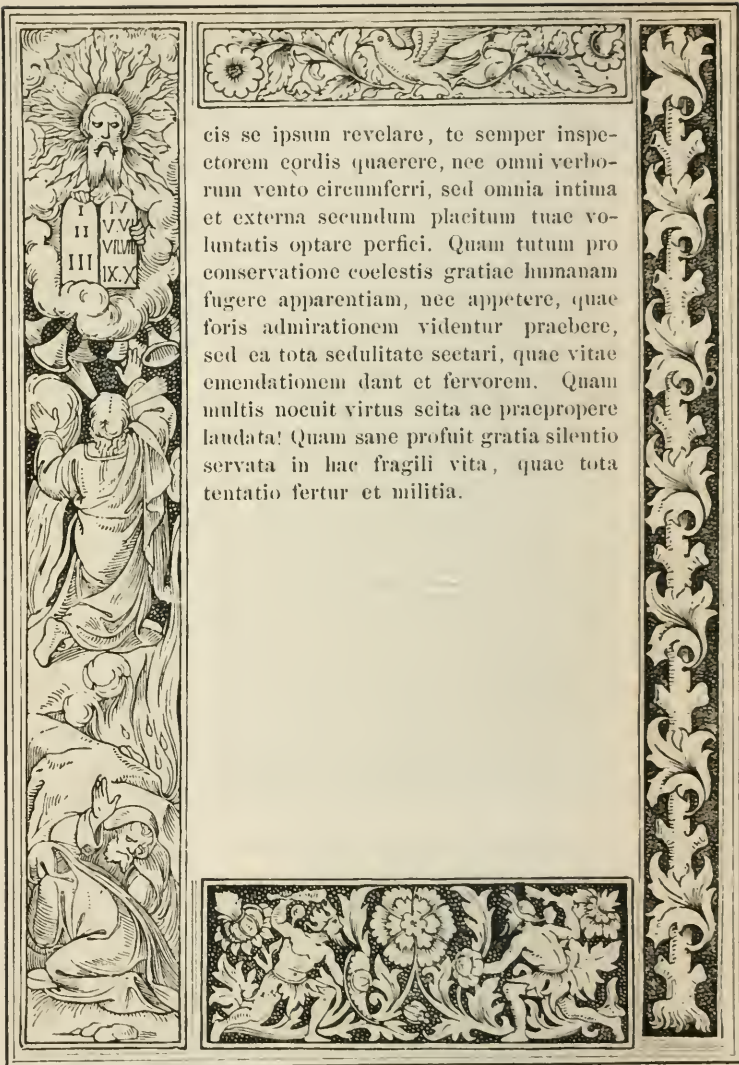 I
II
III
IV
V.VI
VII.VIII
IX.X
cis se ipsum revelare, te semper inspe-
ctorem cordis quaerere, nec omni verbo-
rum vento circumferri, sed omnia intima
et externa secundum placitum tuae vo-
luntatis optare perfici. Quam tutum pro
conservatione coelestis gratiae humanam
fugere apparentiam, nec appetere, quae
foris admirationem videntur praebere,
sed ea tota sedulitate sectari, quae vitae
emendationem dant et fervorem. Quam
multis nocuit virtus scita ac praepropere
laudata! Quam sane profuit gratia silentio
servata in hac fragili vita, quae tota
tentatio fertur et militia.